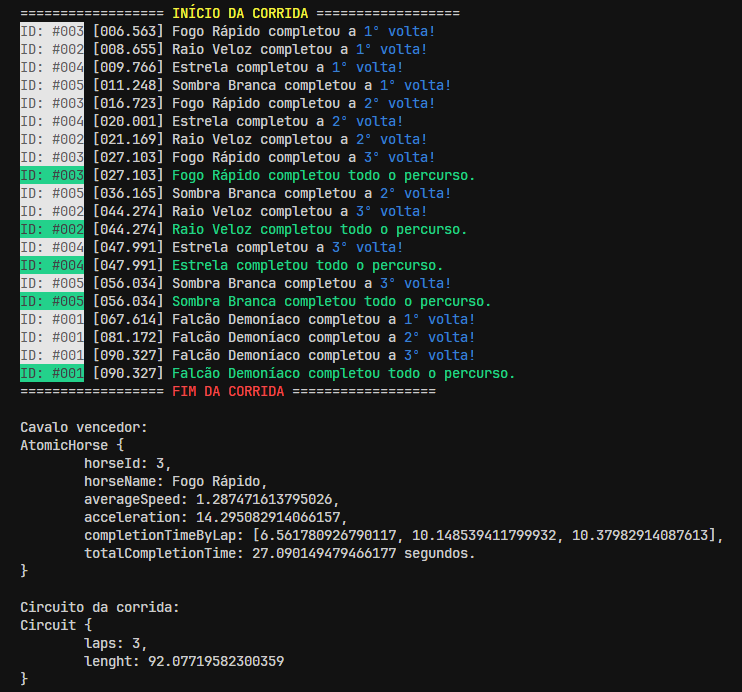 ================== INÍCIO DA CORRIDA ==================
ID: #003 [006.563] Fogo Rápido completou a 1° volta!
ID: #002 [008.655] Raio Veloz completou a 1° volta!
ID: #004 [009.766] Estrela completou a 1° volta!
ID: #005 [011.248] Sombra Branca completou a 1° volta!
ID: #003 [016.723] Fogo Rápido completou a 2° volta!
ID: #004 [020.001] Estrela completou a 2° volta!
ID: #002 [021.169] Raio Veloz completou a 2° volta!
ID: #003 [027.103] Fogo Rápido completou a 3° volta!
ID: #003 [027.103] Fogo Rápido completou todo o percurso.
ID: #005 [036.165] Sombra Branca completou a 2° volta!
ID: #002 [044.274] Raio Veloz completou a 3° volta!
ID: #002 [044.274] Raio Veloz completou todo o percurso.
ID: #004 [047.991] Estrela completou a 3° volta!
ID: #004 [047.991] Estrela completou todo o percurso.
ID: #005 [056.034] Sombra Branca completou a 3° volta!
ID: #005 [056.034] Sombra Branca completou todo o percurso.
ID: #001 [067.614] Falcão Demoníaco completou a 1° volta!
ID: #001 [081.172] Falcão Demoníaco completou a 2° volta!
ID: #001 [090.327] Falcão Demoníaco completou a 3° volta!
ID: #001 [090.327] Falcão Demoníaco completou todo o percurso.
================== FIM DA CORRIDA ==================
Cavalo vencedor:
AtomicHorse {
horseId: 3,
horseName: Fogo Rápido,
averageSpeed: 1.287471613795026,
acceleration: 14.295082914066157,
completionTimeByLap: [6.561780926790117, 10.148539411799932, 10.37982914087613],
totalCompletionTime: 27.090149479466177 segundos.
}
Circuito da corrida:
Circuit {
laps: 3,
lenght: 92.07719582300359
}